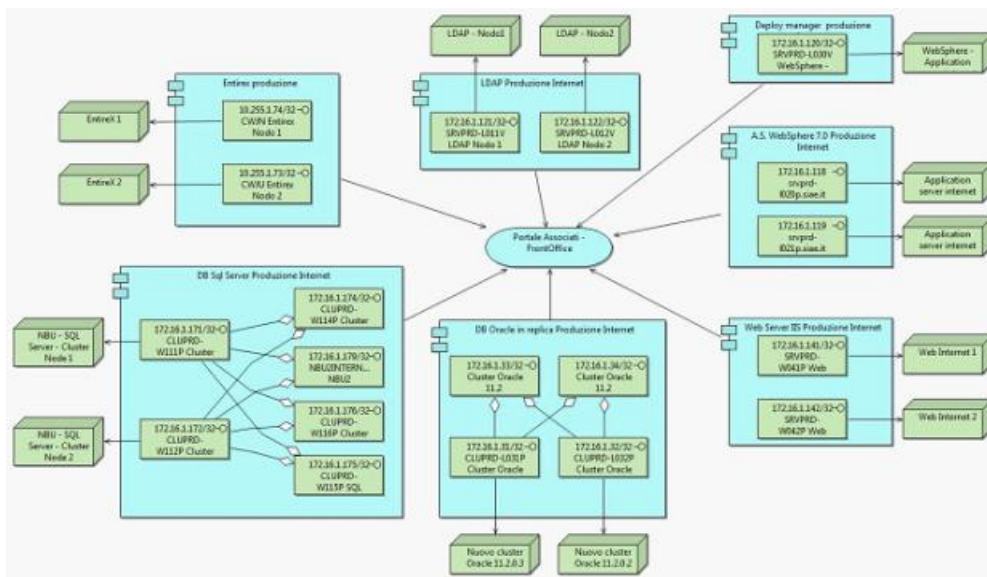 LDAP - Nodo1
LDAP - Nodo2
Deploy manager produzione
172.16.1.120/32
SRVPRD-L030V
WebSphere -
WebSphere -
Application
Entirex produzione
10.255.1.74/32
CWJN Entirex
Nodo 1
EntireX 1
10.255.1.73/32
CWJU Entirex
Nodo 2
EntireX 2
LDAP Produzione Internet
172.16.1.121/32
SRVPRD-L011V
LDAP Nodo 1
172.16.1.122/32
SRVPRD-L012V
LDAP Nodo 2
A.S. WebSphere 7.0 Produzione
Internet
172.16.1.118
srvprd-
l020p.siae.it
Application
server internet
172.16.1.119
srvprd-
l021p.siae.it
Application
server internet
Portale Associati -
FrontOffice
DB Sql Server Produzione Internet
172.16.1.174/32
CLUPRD-
W114P Cluster
172.16.1.171/32
CLUPRD-
W111P Cluster
NBU - SQL
Server - Cluster
Node 1
172.16.1.179/32
NBU2INTERN...
NBU2
172.16.1.176/32
CLUPRD-
W116P Cluster
172.16.1.172/32
CLUPRD-
W112P Cluster
NBU - SQL
Server - Cluster
Node 2
172.16.1.175/32
CLUPRD-
W115P SQL
DB Oracle in replica Produzione Internet
172.16.1.33/32
Cluster Oracle
11.2
172.16.1.34/32
Cluster Oracle
11.2
172.16.1.31/32
CLUPRD-L031P
Cluster Oracle
172.16.1.32/32
CLUPRD-L032P
Cluster Oracle
Nuovo cluster
Oracle 11.2.0.3
Nuovo cluster
Oracle 11.2.0.2
Web Server IIS Produzione Internet
172.16.1.141/32
SRVPRD-
W041P Web
Web Internet 1
172.16.1.142/32
SRVPRD-
W042P Web
Web Internet 2